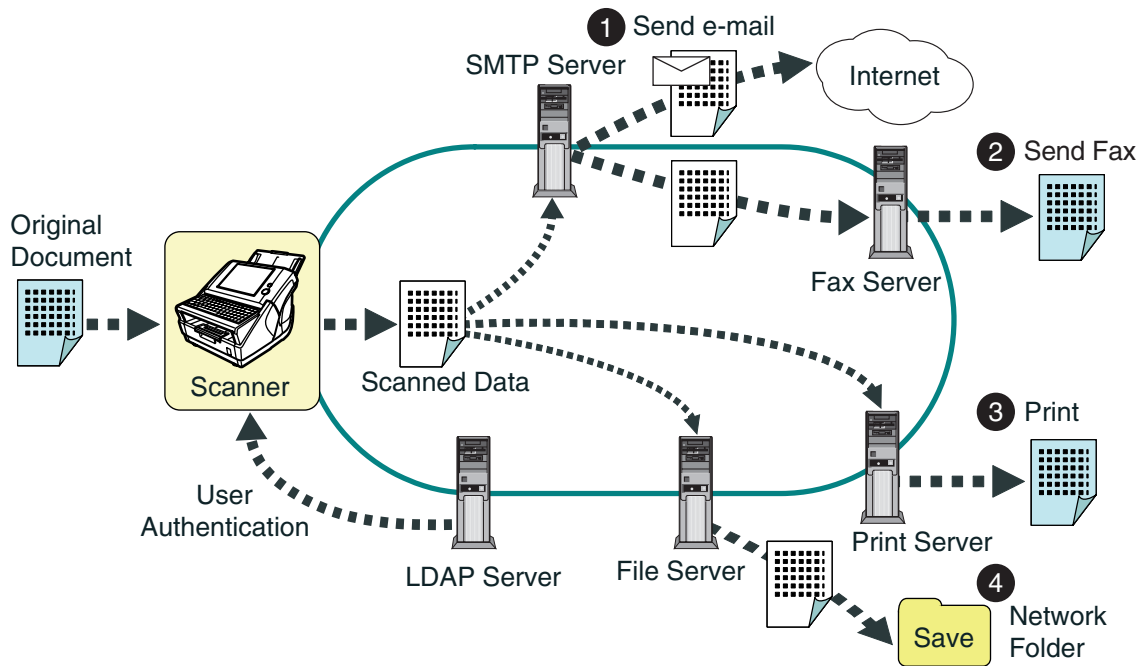 1 Send e-mail
SMTP Server
Internet
2 Send Fax
Original
Document
Fax Server
Scanner
Scanned Data
3 Print
User
Authentication
LDAP Server
File Server
Print Server
4 Network
Folder
Save